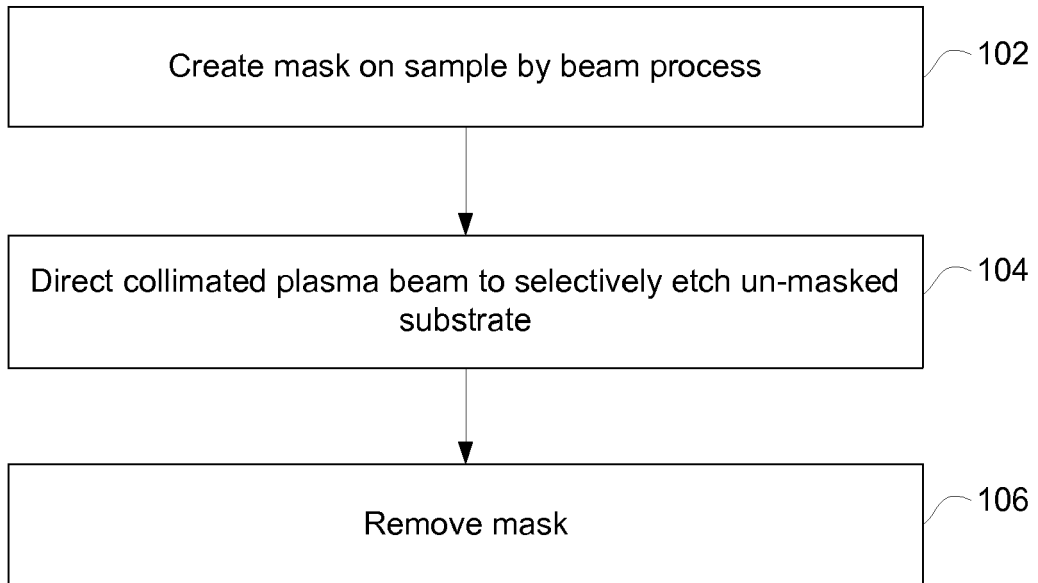 Create mask on sample by beam process
102
Direct collimated plasma beam to selectively etch un-masked
substrate
104
Remove mask
106